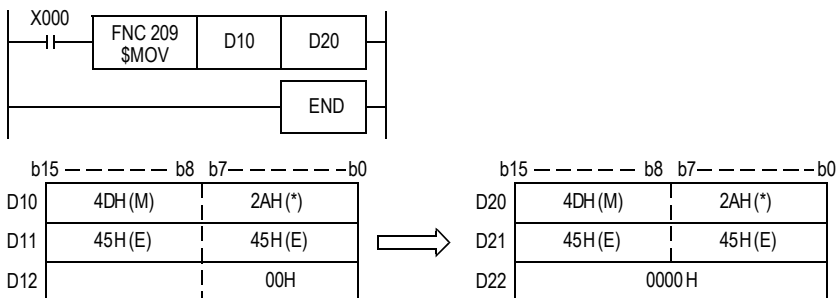 X000
FNC 209
$MOV
D10
D20
END
b15 — — — — — b8 b7— — — — — —b0
D10 4DH (M) 2AH (*)
D11 45H (E) 45H (E)
D12 00H
b15 — — — — — b8 b7— — — — — —b0
D20 4DH (M) 2AH (*)
D21 45H (E) 45H (E)
D22 0000 H